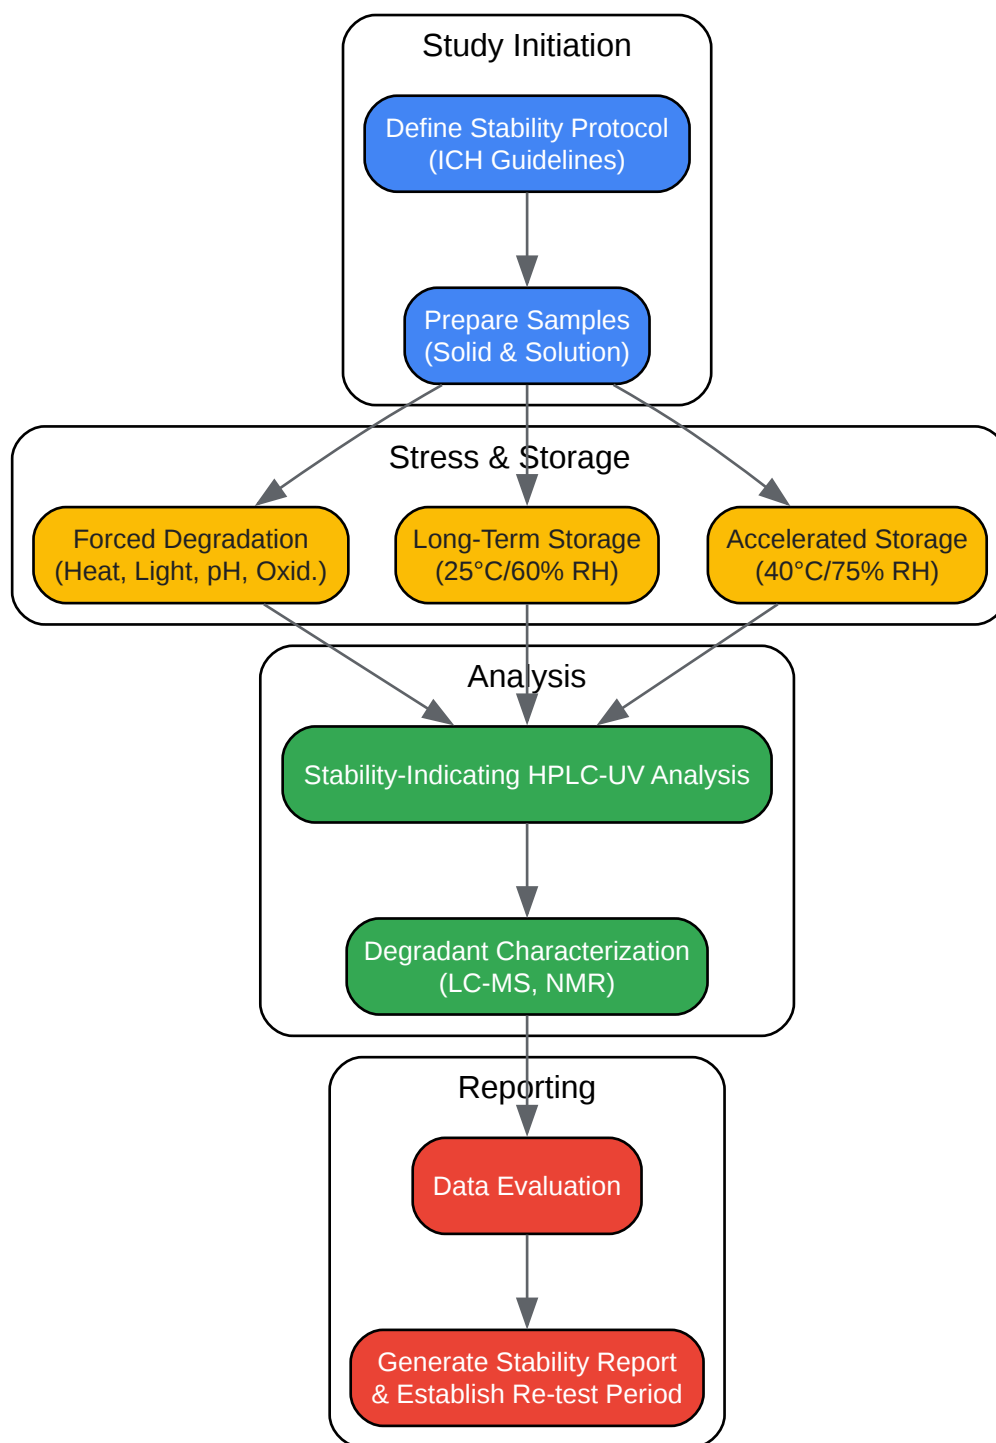 Study Initiation
Define Stability Protocol
(ICH Guidelines)
Prepare Samples
(Solid & Solution)
Stress & Storage
Forced Degradation
(Heat, Light, pH, Oxid.)
Long-Term Storage
(25°C/60% RH)
Accelerated Storage
(40°C/75% RH)
Analysis
Stability-Indicating HPLC-UV Analysis
Degradant Characterization
(LC-MS, NMR)
Reporting
Data Evaluation
Generate Stability Report
& Establish Re-test Period